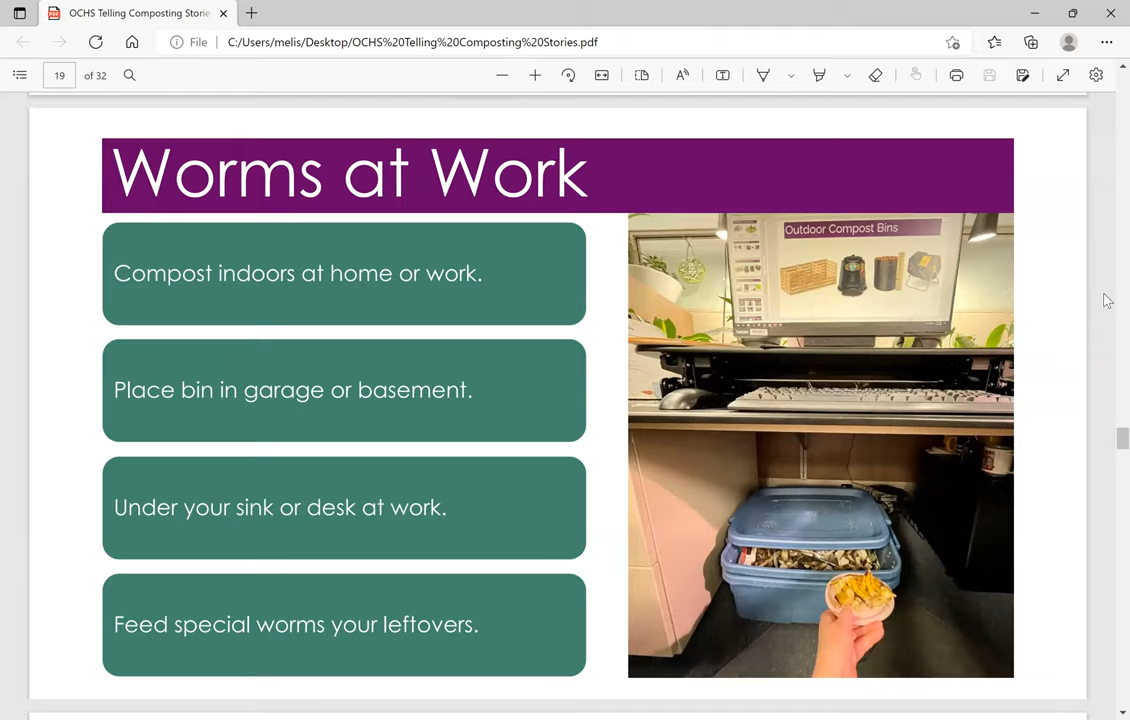 OCHS Telling Composting Storie
File
C:/Users/melis/Desktop/OCHS%20Telling%20Composting%20Stories.pdf
19 of 32
Worms at Work
Compost indoors at home or work.
Place bin in garage or basement.
Under your sink or desk at work.
Feed special worms your leftovers.
Outdoor Compost Bins